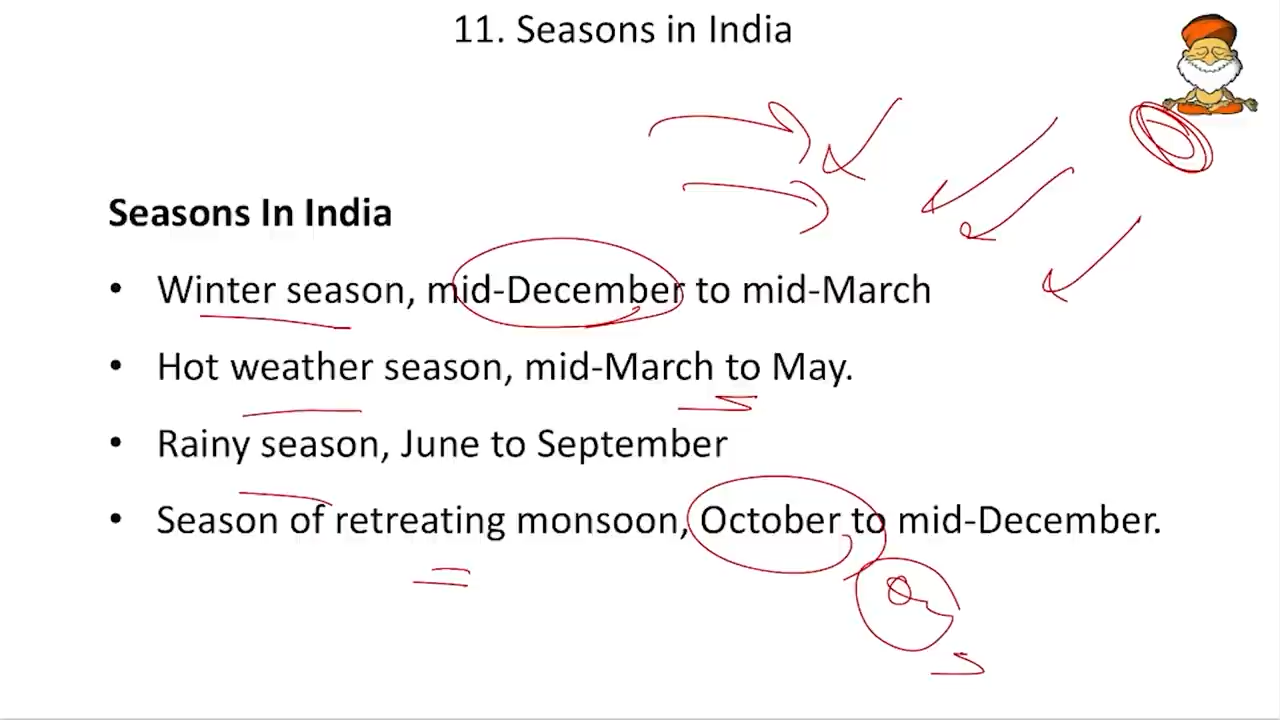 11. Seasons in India
Seasons In India
• Winter season, mid-December to mid-March
• Hot weather season, mid-March to May.
• Rainy season, June to September
• Season of retreating monsoon, October to mid-December.